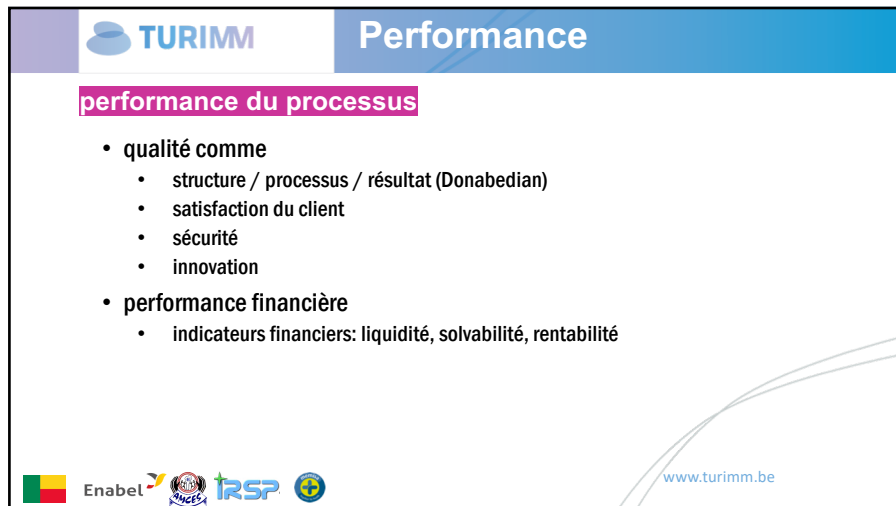 TURIMM
Performance
performance du processus
• qualité comme
• structure / processus / résultat (Donabedian)
• satisfaction du client
• sécurité
• innovation
• performance financière
• indicateurs financiers: liquidité, solvabilité, rentabilité
Enabel
AMCES
IRSP
www.turimm.be